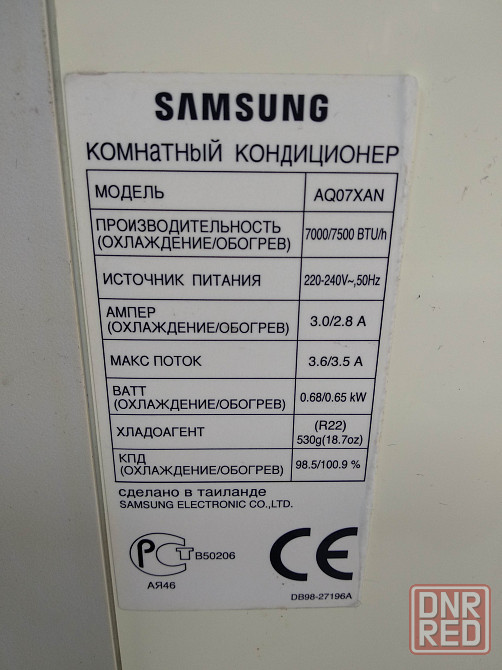 SAMSUNG
КОМНАТНЫЙ КОНДИЦИОНЕР
МОДЕЛЬ AQ07XAN
ПРОИЗВОДИТЕЛЬНОСТЬ
(ОХЛАЖДЕНИЕ/ОБОГРЕВ) 7000/7500 BTU/h
ИСТОЧНИК ПИТАНИЯ 220-240V~,50Hz
АМПЕР
(ОХЛАЖДЕНИЕ/ОБОГРЕВ) 3.0/2.8 A
МАКС ПОТОК 3.6/3.5 A
ВАТТ
(ОХЛАЖДЕНИЕ/ОБОГРЕВ) 0.68/0.65 kW
ХЛАДОАГЕНТ (R22)
530g(18.7oz)
КПД
(ОХЛАЖДЕНИЕ/ОБОГРЕВ) 98.5/100.9 %
сделано в таиланде
SAMSUNG ELECTRONIC CO.,LTD.
РСТ В50206
АЯ46
CE
DB98-27196A
DNR
RED